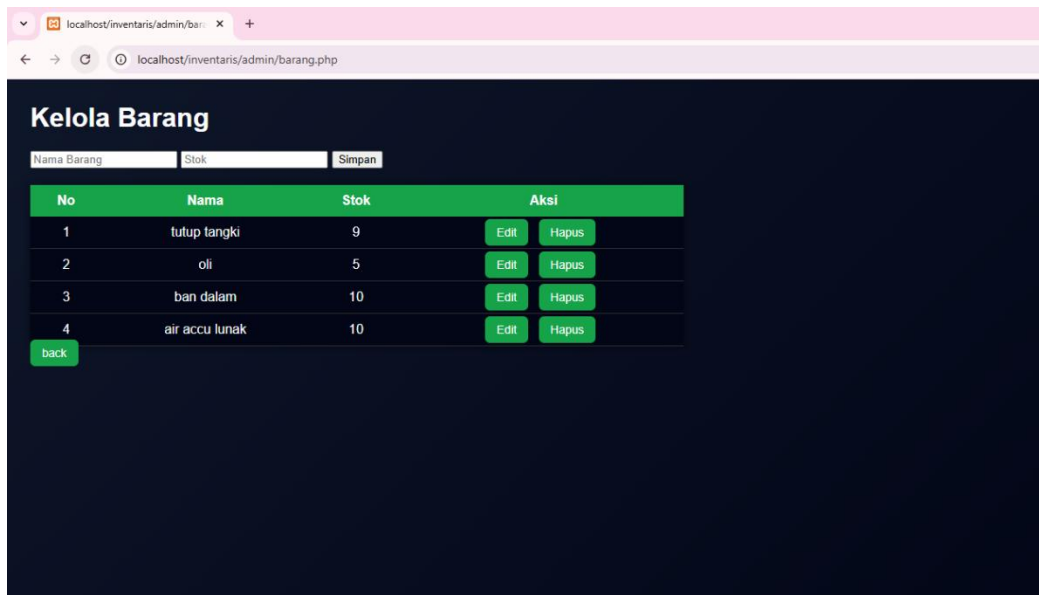 localhost/inventaris/admin/bar
localhost/inventaris/admin/barang.php
Kelola Barang
Nama Barang Stok Simpan
No Nama Stok Aksi
1 tutup tangki 9 Edit Hapus
2 oli 5 Edit Hapus
3 ban dalam 10 Edit Hapus
4 air accu lunak 10 Edit Hapus
back